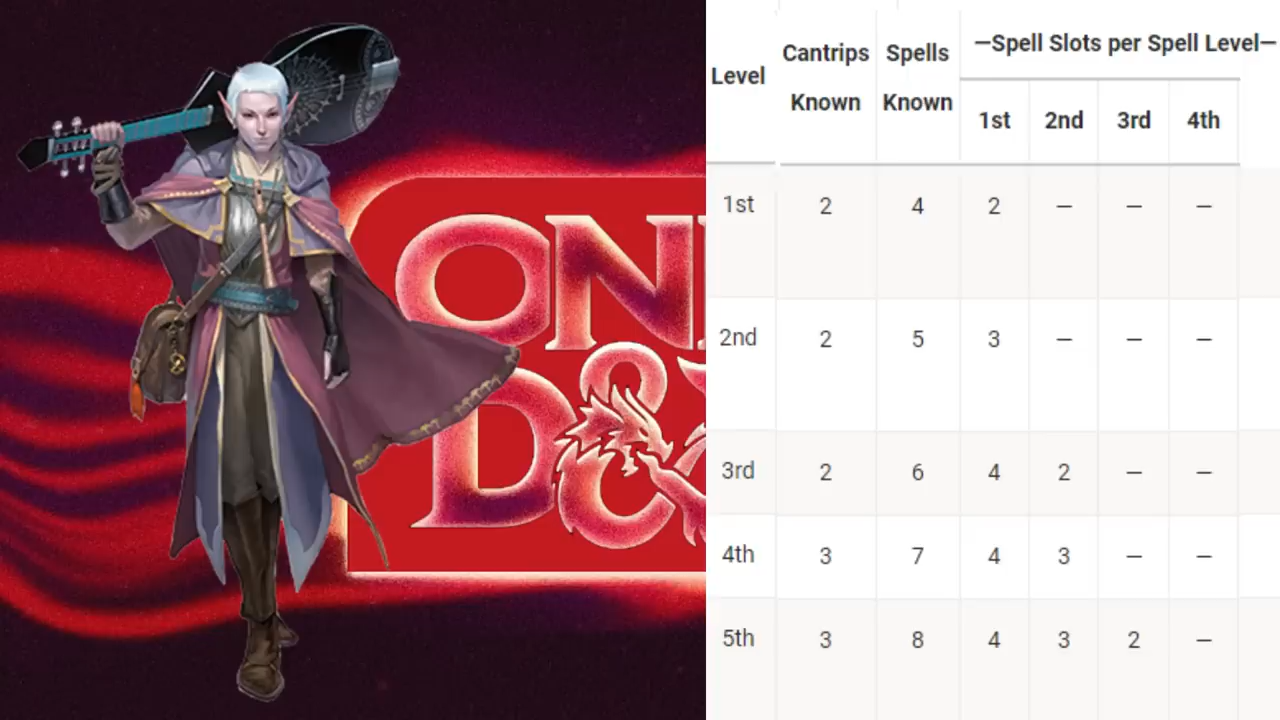 ON
D&
—Spell Slots per Spell Level—
Level
Cantrips Known
Spells Known
1st 2nd 3rd 4th
1st 2 4 2 — — —
2nd 2 5 3 — — —
3rd 2 6 4 2 — —
4th 3 7 4 3 — —
5th 3 8 4 3 2 —